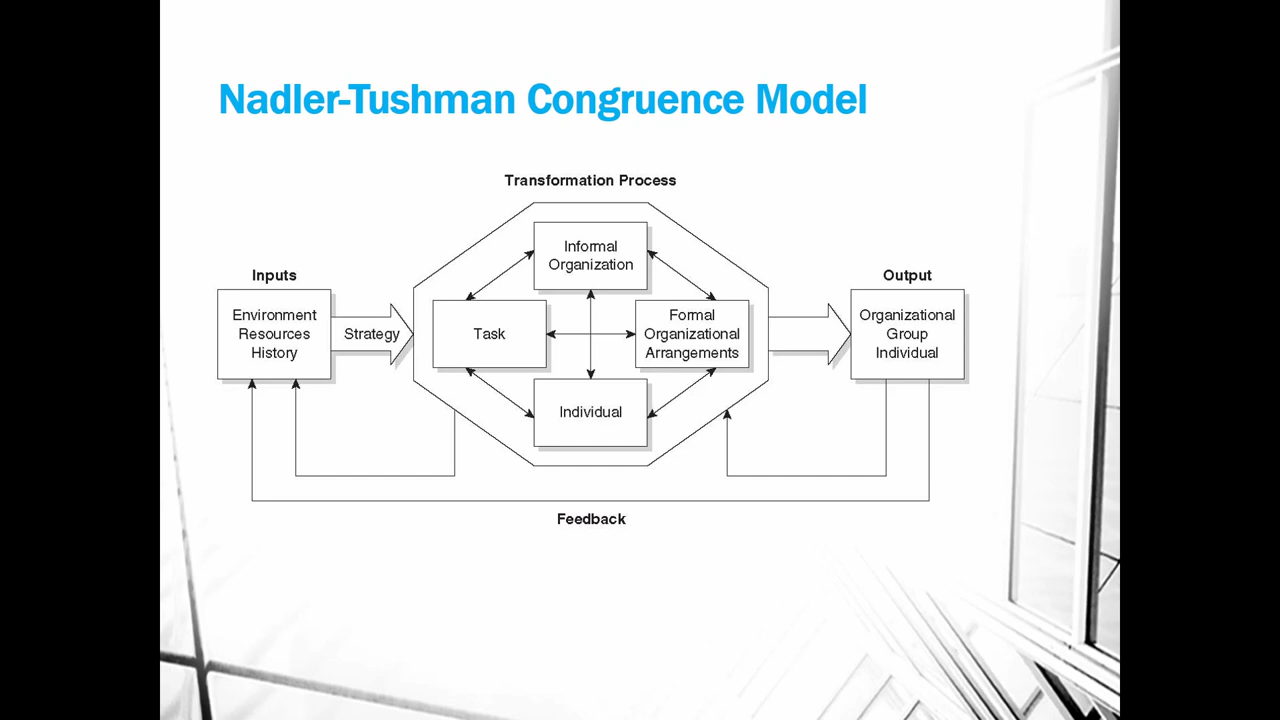 Nadler-Tushman Congruence Model
Transformation Process
Inputs
Environment
Resources
History
Strategy
Informal
Organization
Task
Formal
Organizational
Arrangements
Individual
Output
Organizational
Group
Individual
Feedback